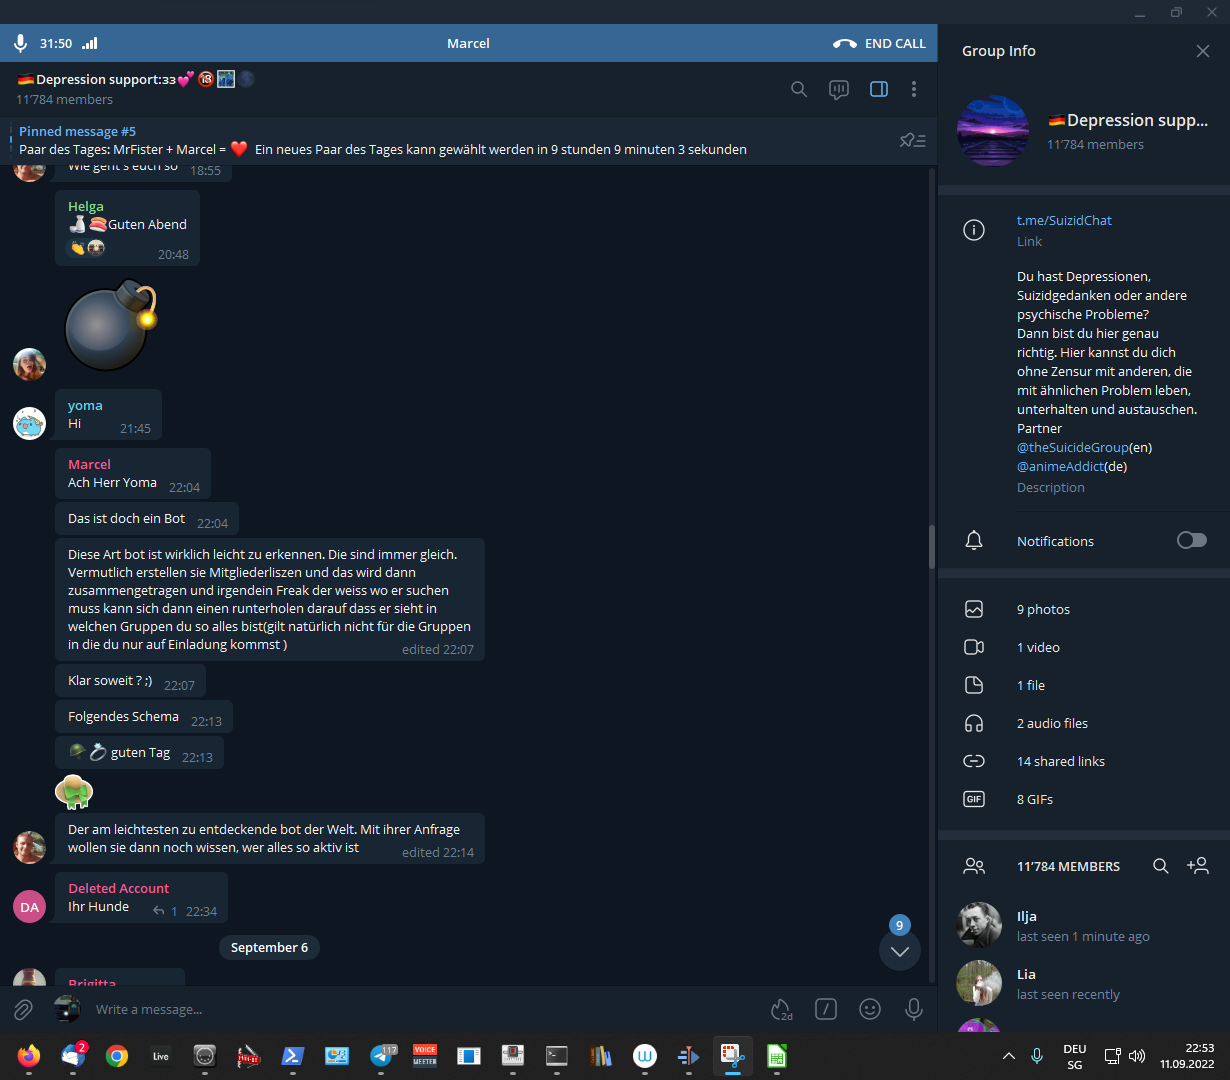 31:50
Marcel
END CALL
🇩🇪Depression support:зз💕🔞
11'784 members
Pinned message #5
Paar des Tages: MrFister + Marcel = ❤️ Ein neues Paar des Tages kann gewählt werden in 9 stunden 9 minuten 3 sekunden
Wie geht's euch so 18:55
Helga
Guten Abend
20:48
yoma
Hi 21:45
Marcel
Ach Herr Yoma 22:04
Das ist doch ein Bot 22:04
Diese Art bot ist wirklich leicht zu erkennen. Die sind immer gleich.
Vermutlich erstellen sie Mitgliederliszen und das wird dann
zusammengetragen und irgendein Freak der weiss wo er suchen
muss kann sich dann einen runterholen darauf dass er sieht in
welchen Gruppen du so alles bist(gilt natürlich nicht für die Gruppen
in die du nur auf Einladung kommst )
edited 22:07
Klar soweit ? ;) 22:07
Folgendes Schema 22:13
🪖💍 guten Tag 22:13
Der am leichtesten zu entdeckende bot der Welt. Mit ihrer Anfrage
wollen sie dann noch wissen, wer alles so aktiv ist edited 22:14
DA
Deleted Account
Ihr Hunde 1 22:34
9
September 6
Brigitta
Write a message...
2d
Group Info
🇩🇪Depression supp...
11'784 members
t.me/SuizidChat
Link
Du hast Depressionen,
Suizidgedanken oder andere
psychische Probleme?
Dann bist du hier genau
richtig. Hier kannst du dich
ohne Zensur mit anderen, die
mit ähnlichen Problem leben,
unterhalten und austauschen.
Partner
@theSuicideGroup(en)
@animeAddict(de)
Description
Notifications
9 photos
1 video
1 file
2 audio files
14 shared links
GIF 8 GIFs
11'784 MEMBERS
Ilja
last seen 1 minute ago
Lia
last seen recently
2
Live
117
VOICE
MEETER
DEU
SG
22:53
11.09.2022